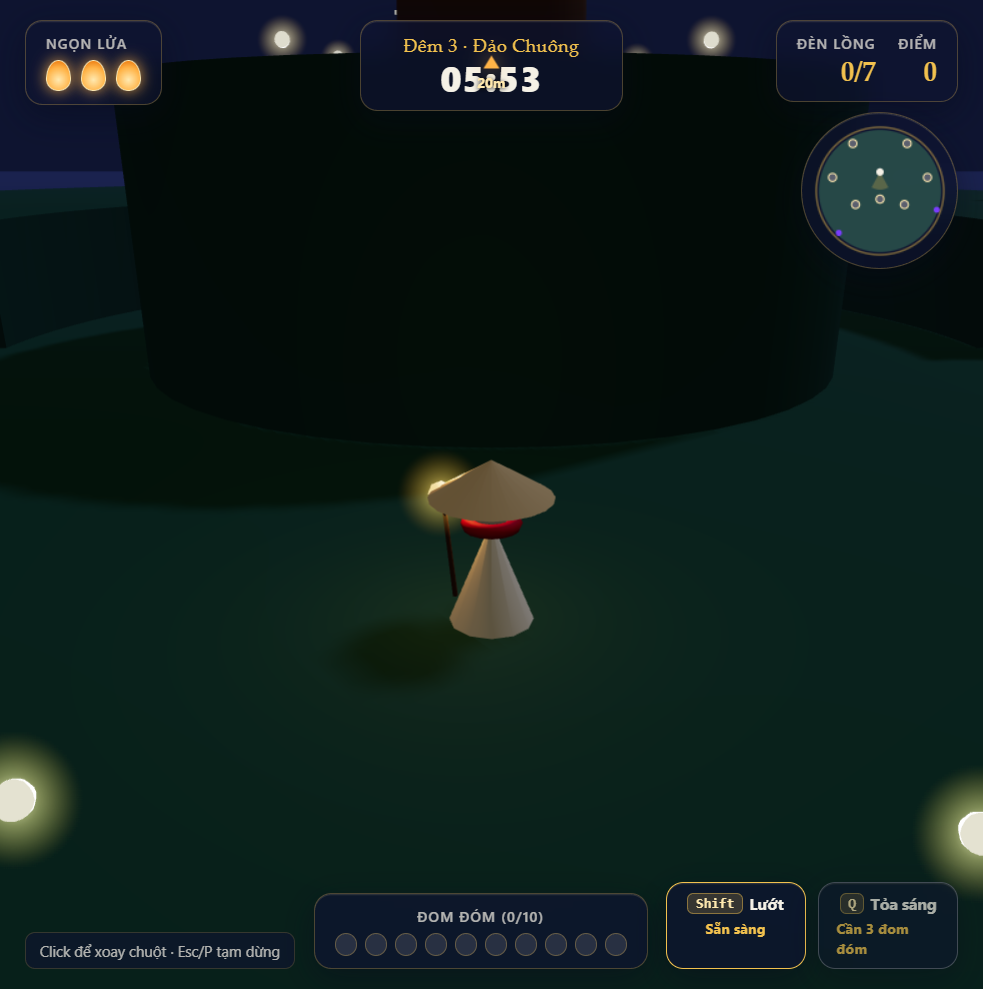 NGỌN LỬA
Đêm 3 · Đảo Chuông
05:53
20m
ĐÈN LỒNG ĐIỂM
0/7 0
ĐOM ĐÓM (0/10)
Shift Lướt
Sẵn sàng
Q Tỏa sáng
Cần 3 đom
đóm
Click để xoay chuột · Esc/P tạm dừng